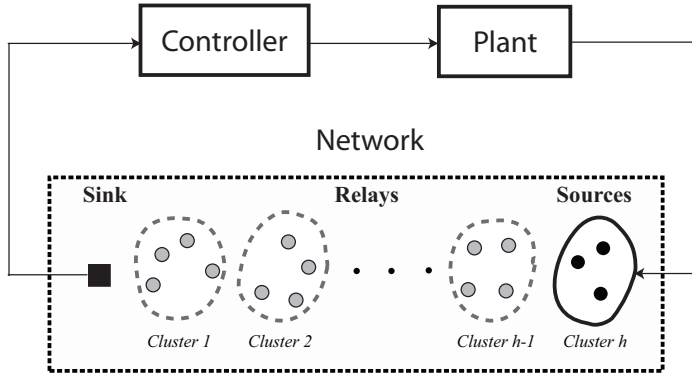 Controller
Plant
Network
Sink
Relays
Sources
Cluster 1
Cluster 2
Cluster h-1
Cluster h